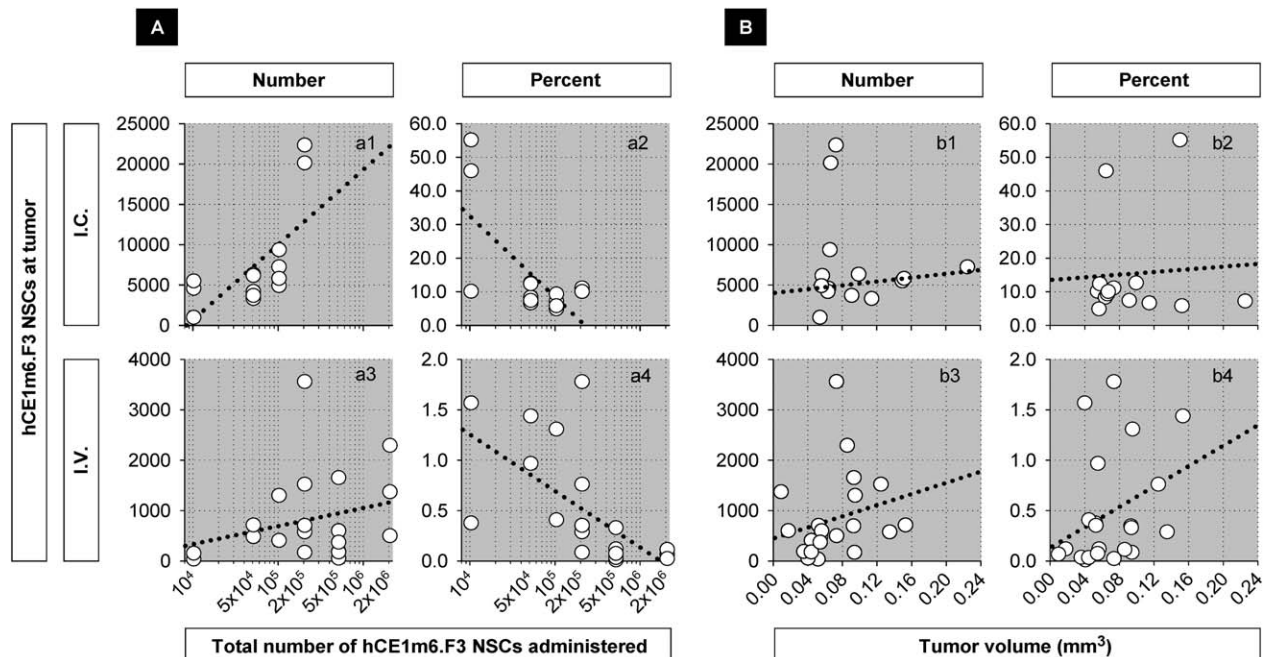 A
B
Number
Percent
Number
Percent
hCE1m6.F3 NSCs at tumor
I.C.
I.V.
25000
20000
15000
10000
5000
0
a1
60.0
50.0
40.0
30.0
20.0
10.0
0.0
a2
25000
20000
15000
10000
5000
0
b1
60.0
50.0
40.0
30.0
20.0
10.0
0.0
b2
4000
3000
2000
1000
0
a3
2.0
1.5
1.0
0.5
0.0
a4
4000
3000
2000
1000
0
b3
2.0
1.5
1.0
0.5
0.0
b4
10⁴
5x10⁴
10⁵
2x10⁵
5x10⁵
2x10⁶
10⁴
5x10⁴
10⁵
2x10⁵
5x10⁵
2x10⁶
0.00
0.04
0.08
0.12
0.16
0.20
0.24
0.00
0.04
0.08
0.12
0.16
0.20
0.24
Total number of hCE1m6.F3 NSCs administered
Tumor volume (mm³)